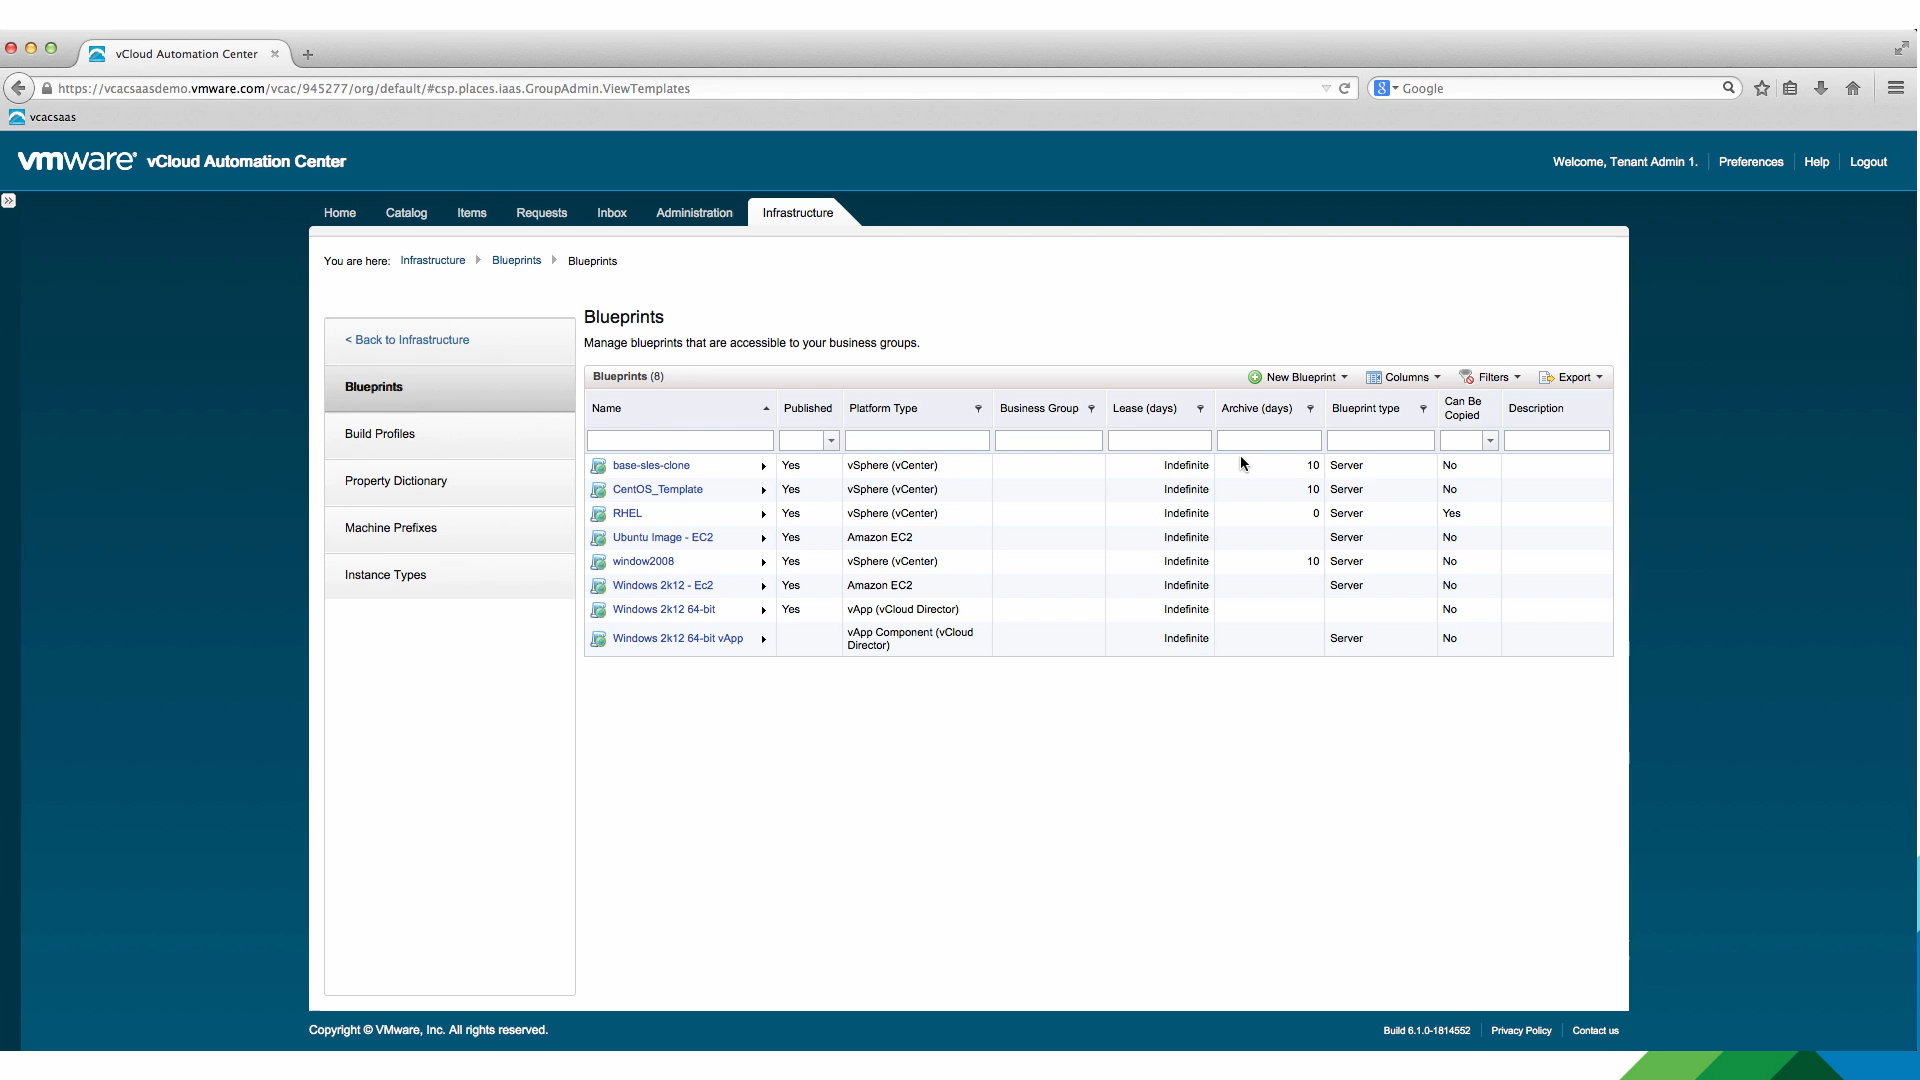 vCloud Automation Center
https://vcacsaasdemo.vmware.com/vcac/945277/org/default/#csp.places.iaas.GroupAdmin.ViewTemplates
Google
vcacsaas
vmware vCloud Automation Center
Welcome, Tenant Admin 1. Preferences Help Logout
Home Catalog Items Requests Inbox Administration Infrastructure
You are here: Infrastructure Blueprints Blueprints
Blueprints
Manage blueprints that are accessible to your business groups.
< Back to Infrastructure
Blueprints
Build Profiles
Property Dictionary
Machine Prefixes
Instance Types
Blueprints (8) New Blueprint Columns Filters Export
Name Published Platform Type Business Group Lease (days) Archive (days) Blueprint type Can Be Copied Description
base-sles-clone Yes vSphere (vCenter) Indefinite 10 Server No
CentOS_Template Yes vSphere (vCenter) Indefinite 10 Server No
RHEL Yes vSphere (vCenter) Indefinite 0 Server Yes
Ubuntu Image - EC2 Yes Amazon EC2 Indefinite Server No
window2008 Yes vSphere (vCenter) Indefinite 10 Server No
Windows 2k12 - Ec2 Yes Amazon EC2 Indefinite Server No
Windows 2k12 64-bit Yes vApp (vCloud Director) Indefinite No
Windows 2k12 64-bit vApp vApp Component (vCloud Director) Indefinite Server No
Copyright © VMware, Inc. All rights reserved.
Build 6.1.0-1814552 Privacy Policy Contact us